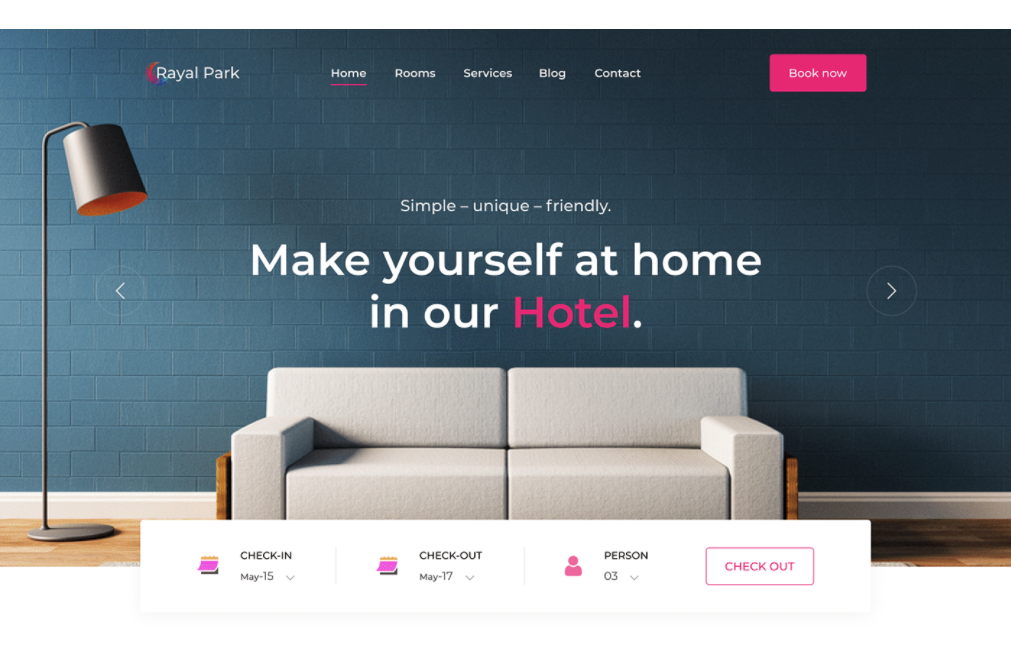 Rayal Park
Home Rooms Services Blog Contact
Book now
Simple – unique – friendly.
Make yourself at home
in our Hotel.
CHECK-IN
May-15
CHECK-OUT
May-17
PERSON
03
CHECK OUT